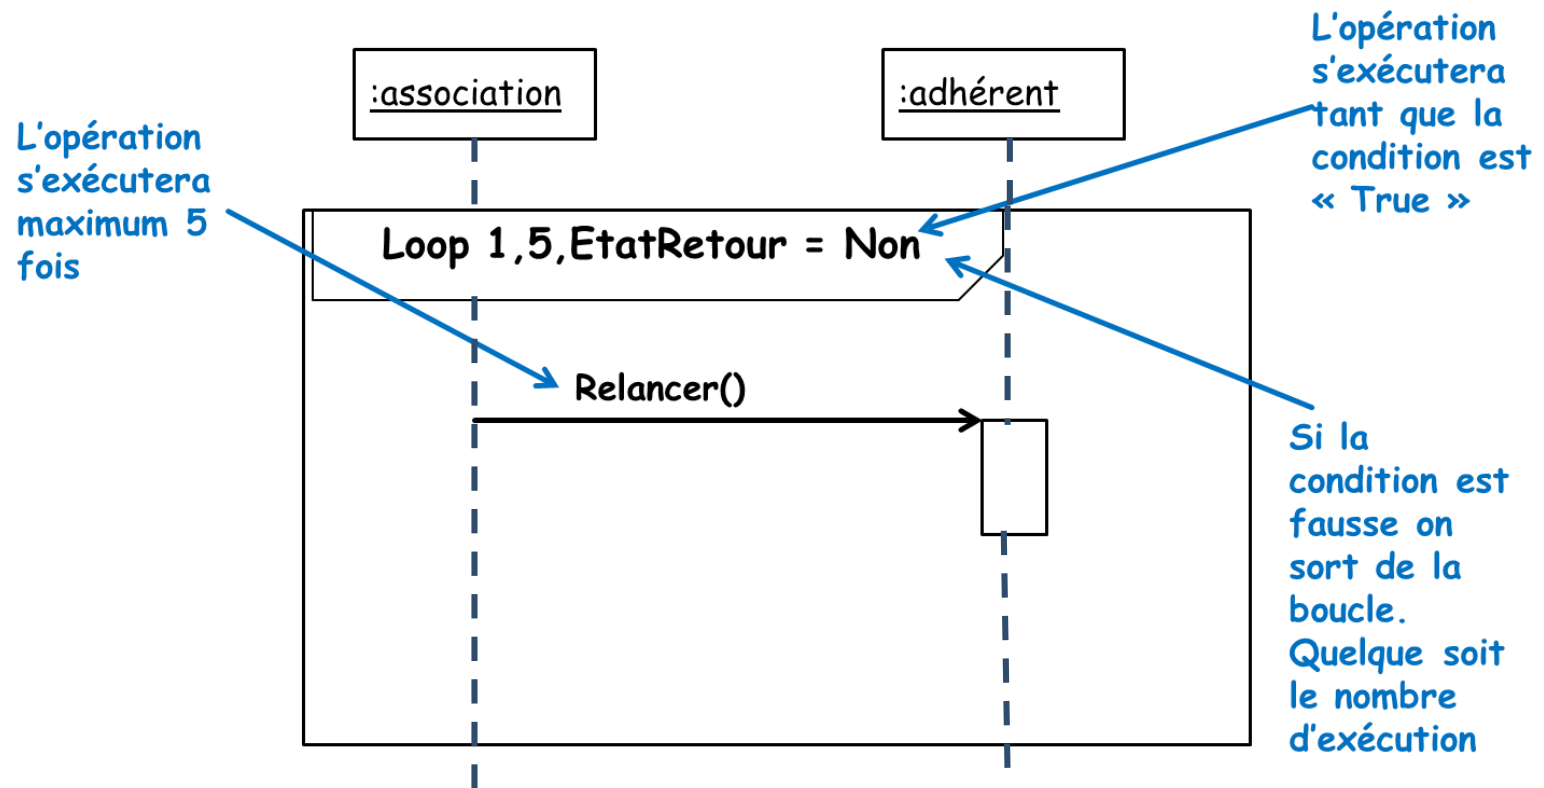 L'opération
s'exécutera
maximum 5
fois
:association
:adhérent
L'opération
s'exécutera
tant que la
condition est
« True »
Loop 1,5,EtatRetour = Non
Relancer()
Si la
condition est
fausse on
sort de la
boucle.
Quelque soit
le nombre
d'exécution